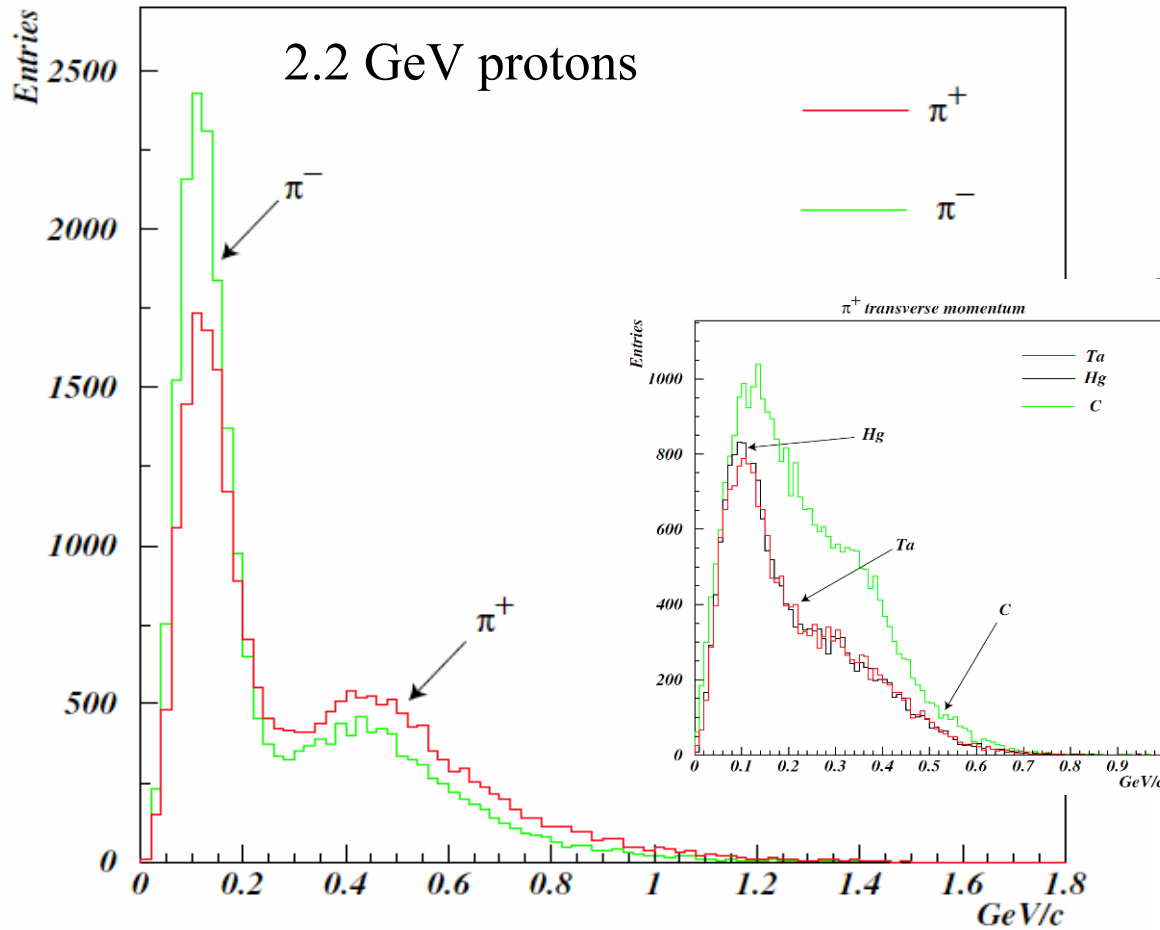 Entries
2500
2000
1500
1000
500
0
2.2 GeV protons
π+
π−
π−
π+
0 0.2 0.4 0.6 0.8 1 1.2 1.4 1.6 1.8
GeV/c
π+ transverse momentum
Entries
1000
800
600
400
200
0
Ta
Hg
C
Hg
Ta
C
0 0.1 0.2 0.3 0.4 0.5 0.6 0.7 0.8 0.9
GeV/c